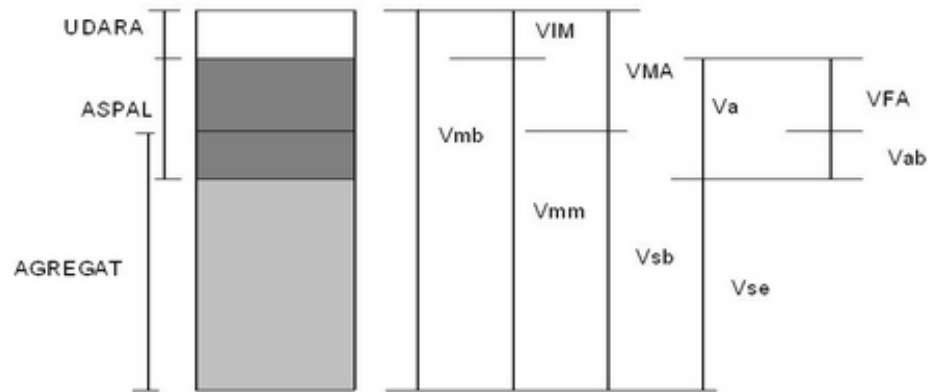 UDARA
VIM
VMA
ASPAL
Va
VFA
Vmb
Vab
Vmm
Vsb
AGREGAT
Vse